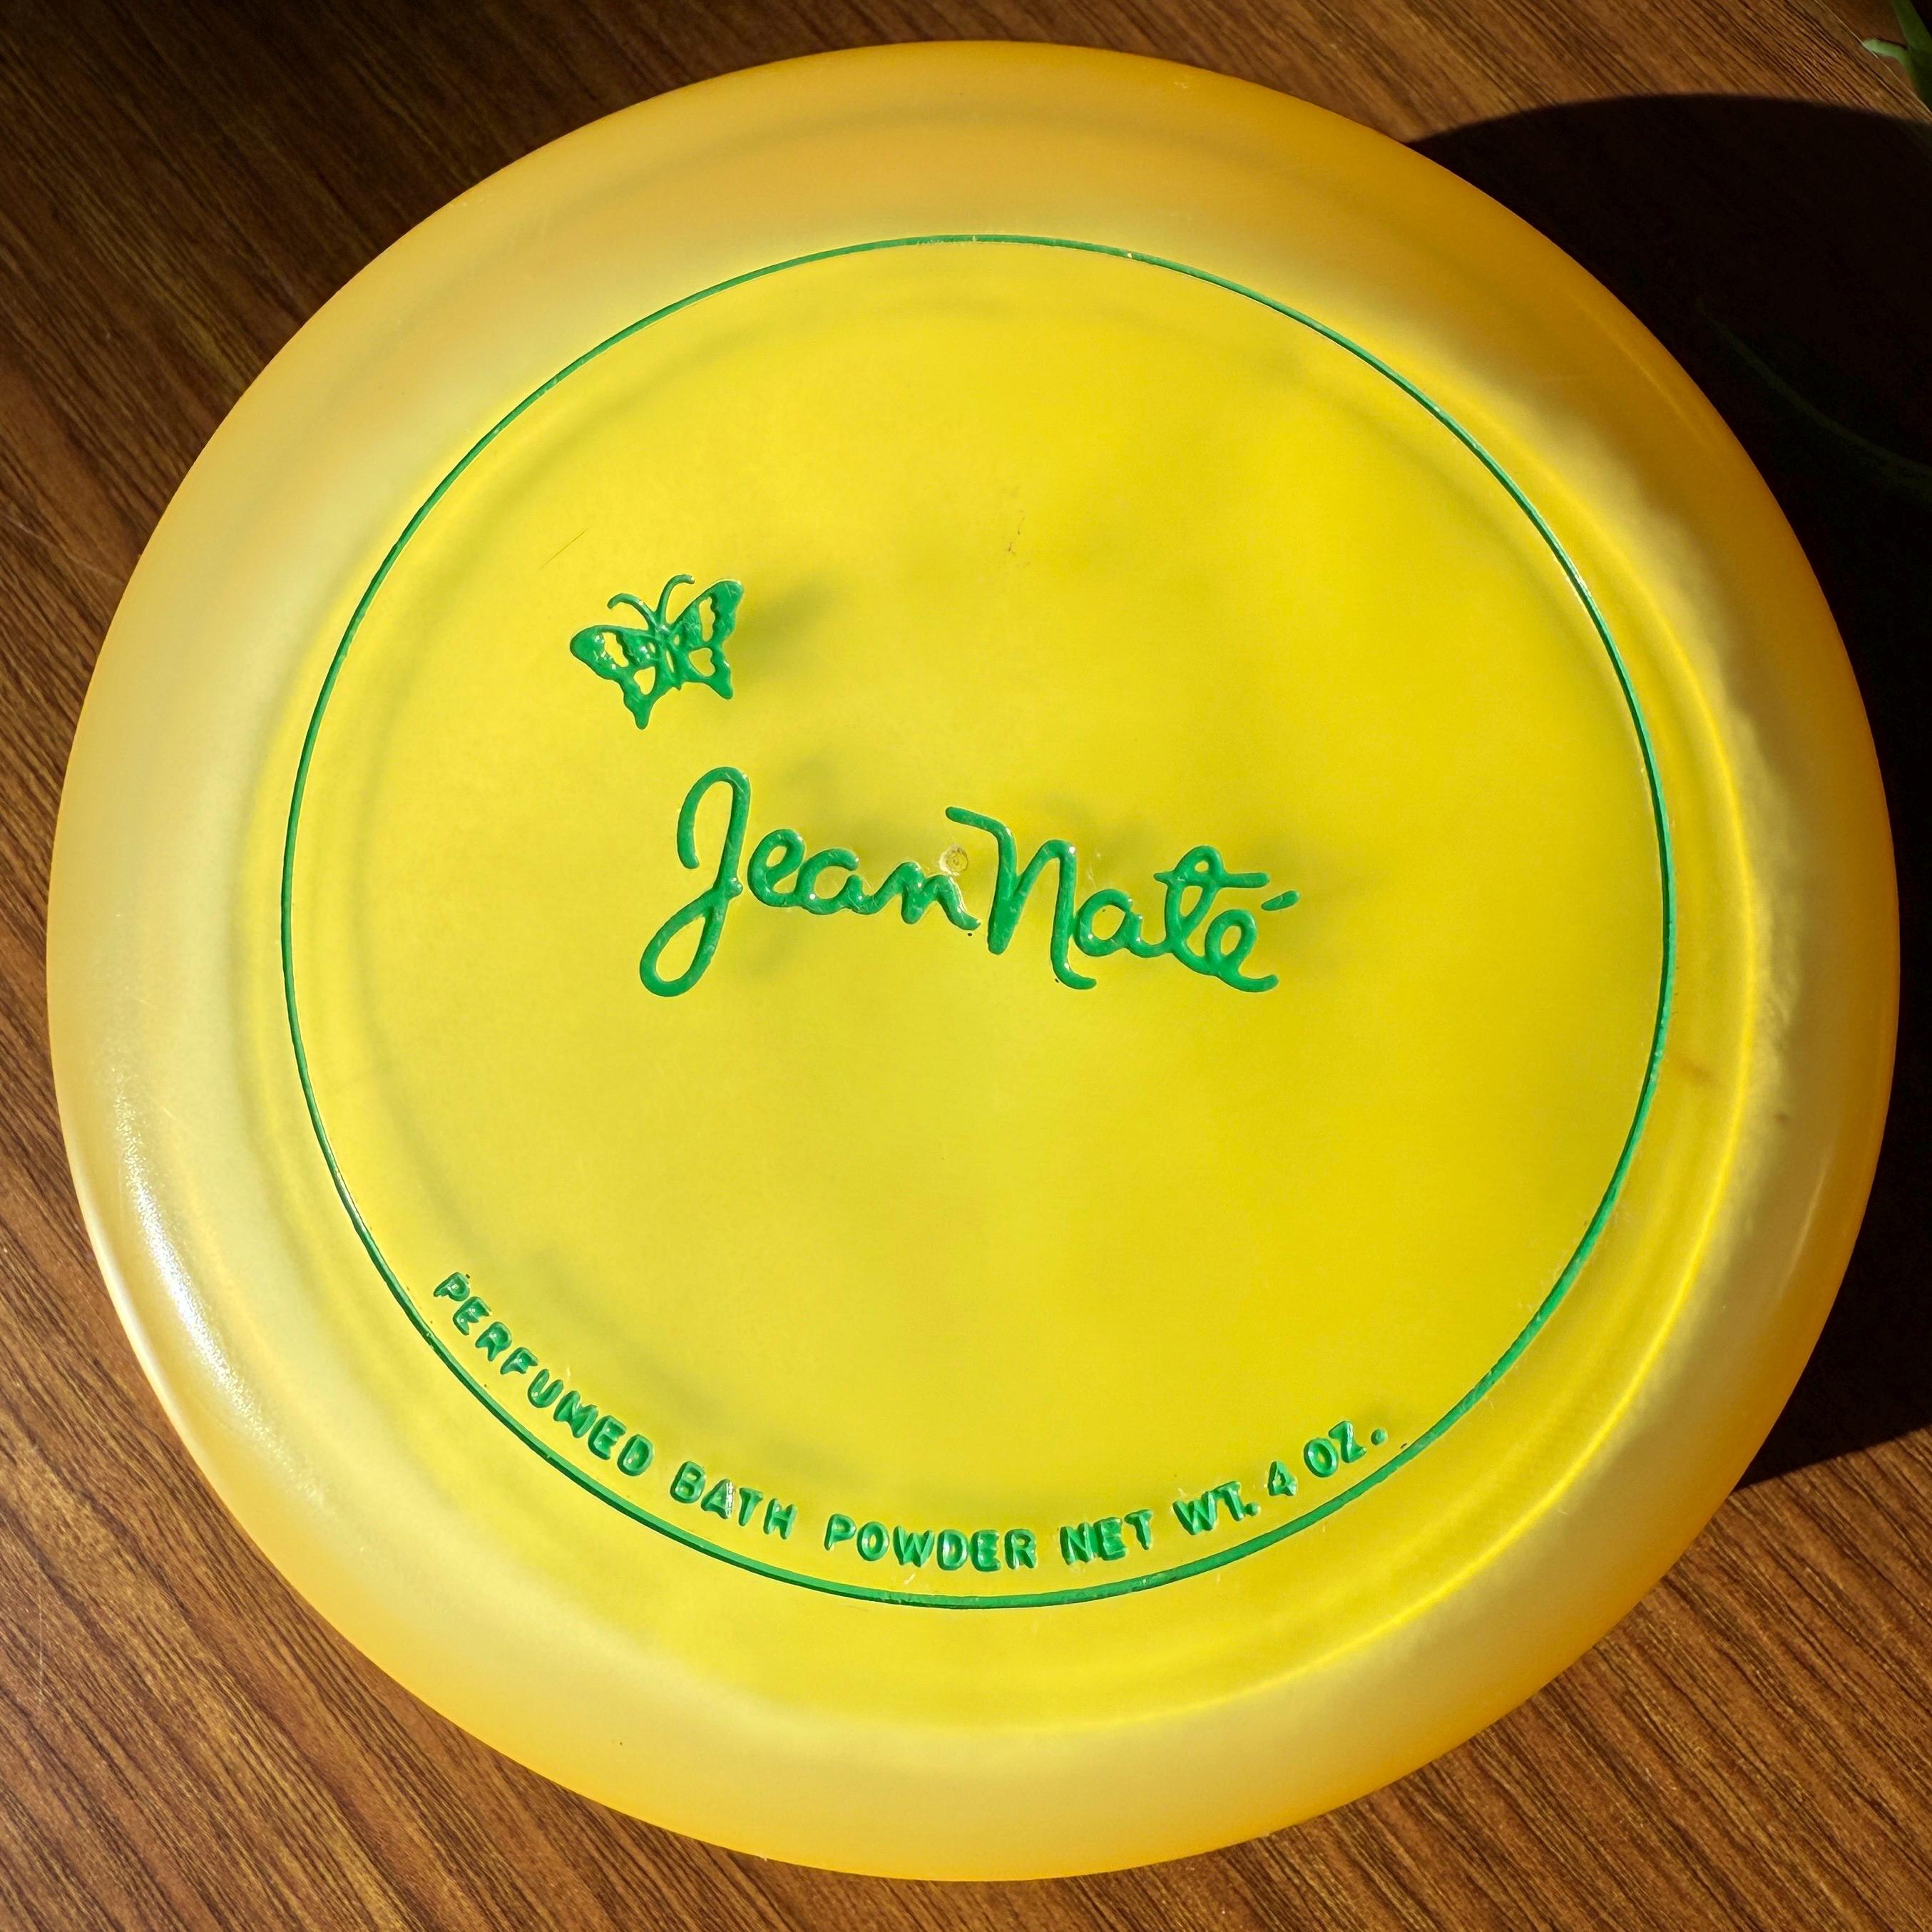 Jean Naté
PERFUMED BATH POWDER NET WT. 4 OZ.